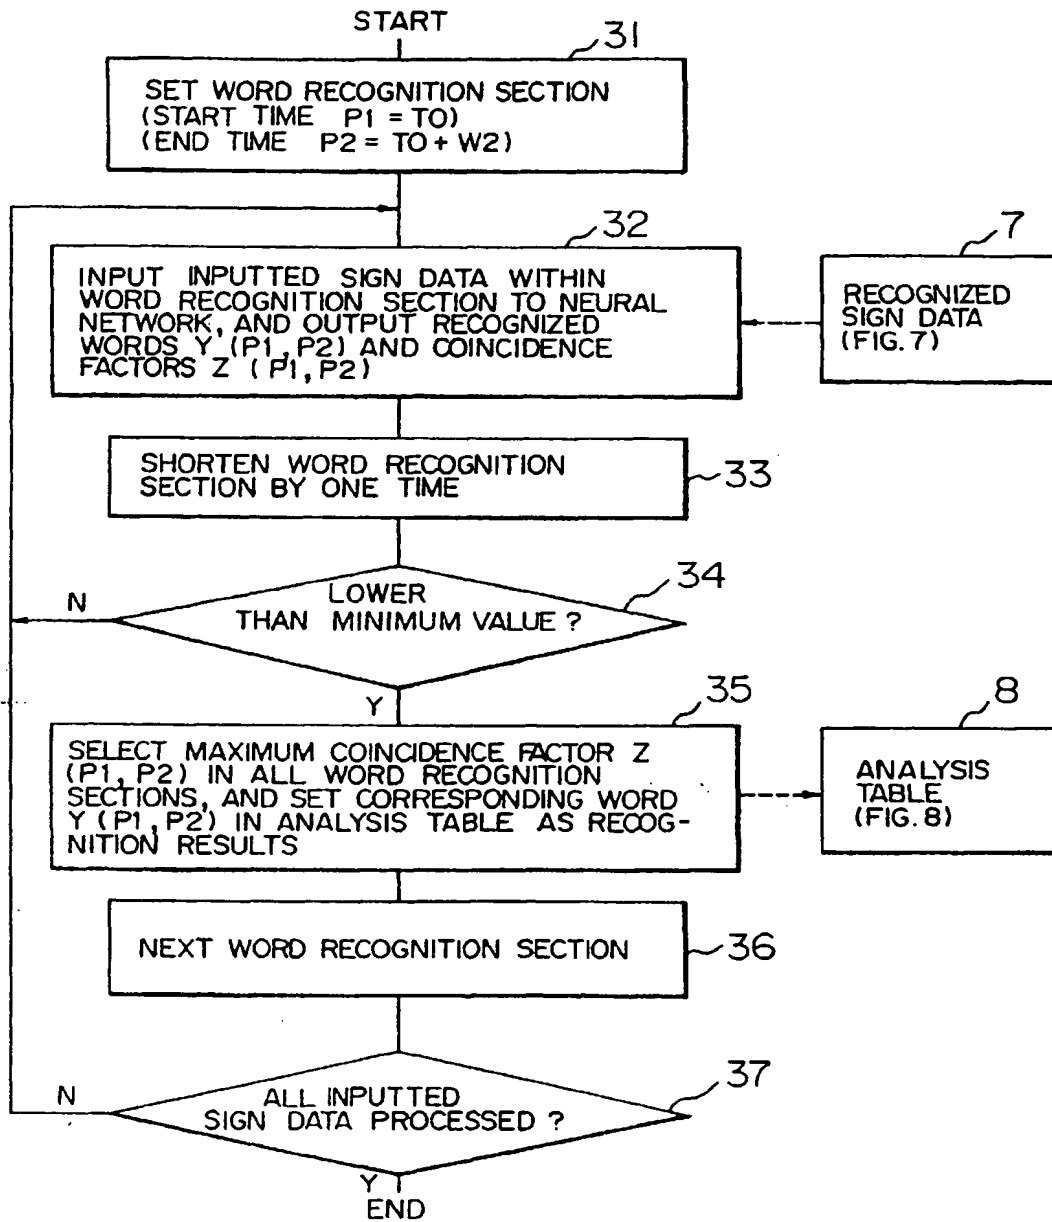 START
31
SET WORD RECOGNITION SECTION
(START TIME P1 = TO)
(END TIME P2 = TO + W2)
32
INPUT INPUTTED SIGN DATA WITHIN
WORD RECOGNITION SECTION TO NEURAL
NETWORK, AND OUTPUT RECOGNIZED
WORDS Y (P1, P2) AND COINCIDENCE
FACTORS Z (P1, P2)
7
RECOGNIZED
SIGN DATA
(FIG. 7)
SHORTEN WORD RECOGNITION
SECTION BY ONE TIME
33
34
LOWER
THAN MINIMUM VALUE ?
N
Y
35
SELECT MAXIMUM COINCIDENCE FACTOR Z
(P1, P2) IN ALL WORD RECOGNITION
SECTIONS, AND SET CORRESPONDING WORD
Y (P1, P2) IN ANALYSIS TABLE AS RECOG-
NITION RESULTS
8
ANALYSIS
TABLE
(FIG. 8)
NEXT WORD RECOGNITION SECTION
36
37
ALL INPUTTED
SIGN DATA PROCESSED ?
N
Y
END